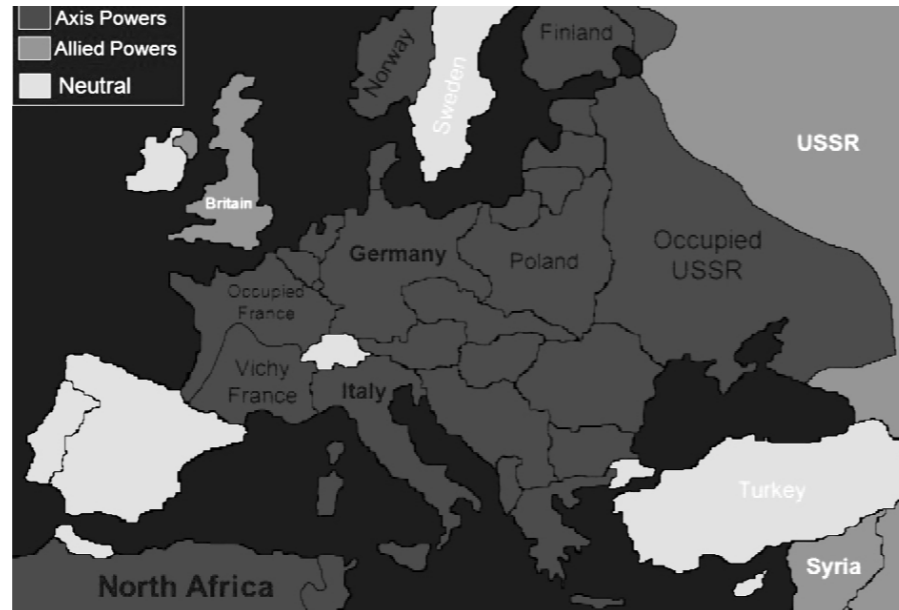 Axis Powers
Allied Powers
Neutral
Norway
Sweden
Finland
USSR
Britain
Germany
Poland
Occupied
USSR
Occupied
France
Vichy
France
Italy
Turkey
North Africa
Syria